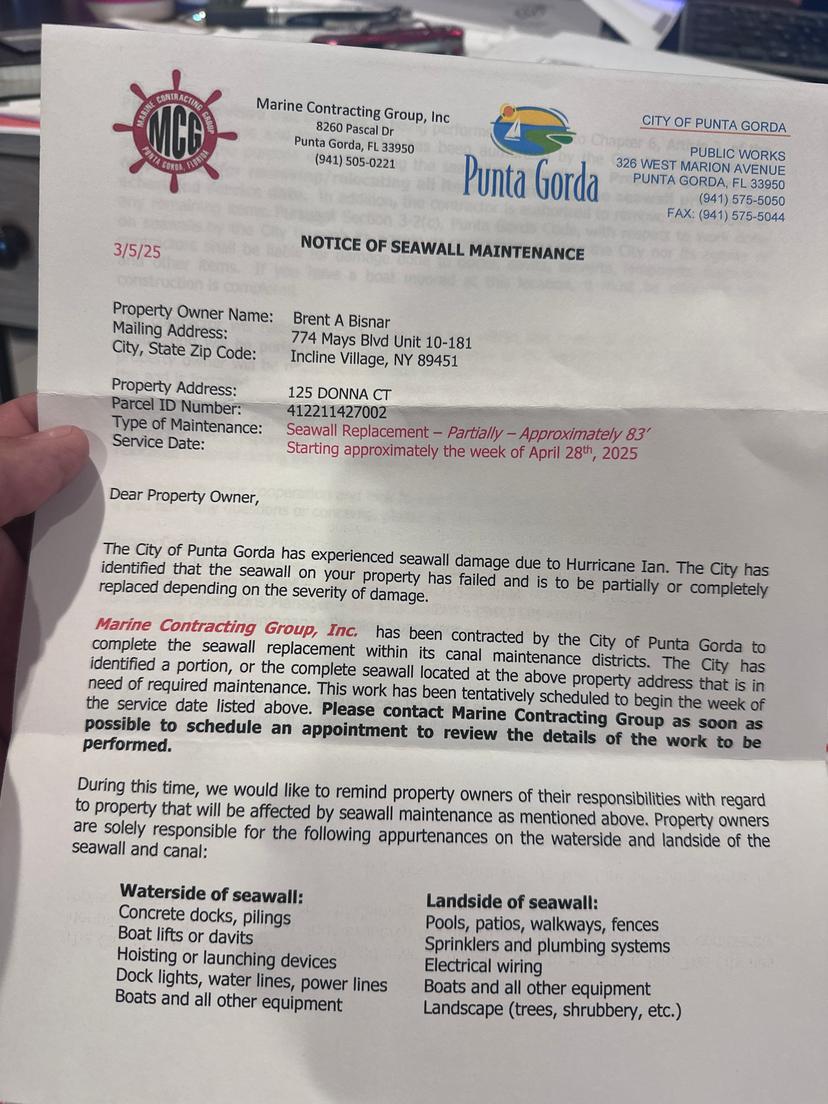 MARINE CONTRACTING GROUP
MCG
PUNTA GORDA, FLORIDA
Marine Contracting Group, Inc
8260 Pascal Dr
Punta Gorda, FL 33950
(941) 505-0221
Punta Gorda
CITY OF PUNTA GORDA
PUBLIC WORKS
326 WEST MARION AVENUE
PUNTA GORDA, FL 33950
(941) 575-5050
FAX: (941) 575-5044
3/5/25
NOTICE OF SEAWALL MAINTENANCE
Property Owner Name: Brent A Bisnar
Mailing Address: 774 Mays Blvd Unit 10-181
City, State Zip Code: Incline Village, NY 89451
Property Address: 125 DONNA CT
Parcel ID Number: 412211427002
Type of Maintenance: Seawall Replacement – Partially – Approximately 83'
Service Date: Starting approximately the week of April 28th, 2025
Dear Property Owner,
The City of Punta Gorda has experienced seawall damage due to Hurricane Ian. The City has
identified that the seawall on your property has failed and is to be partially or completely
replaced depending on the severity of damage.
Marine Contracting Group, Inc. has been contracted by the City of Punta Gorda to
complete the seawall replacement within its canal maintenance districts. The City has
identified a portion, or the complete seawall located at the above property address that is in
need of required maintenance. This work has been tentatively scheduled to begin the week of
the service date listed above. Please contact Marine Contracting Group as soon as
possible to schedule an appointment to review the details of the work to be
performed.
During this time, we would like to remind property owners of their responsibilities with regard
to property that will be affected by seawall maintenance as mentioned above. Property owners
are solely responsible for the following appurtenances on the waterside and landside of the
seawall and canal:
Waterside of seawall:
Concrete docks, pilings
Boat lifts or davits
Hoisting or launching devices
Dock lights, water lines, power lines
Boats and all other equipment
Landside of seawall:
Pools, patios, walkways, fences
Sprinklers and plumbing systems
Electrical wiring
Boats and all other equipment
Landscape (trees, shrubbery, etc.)